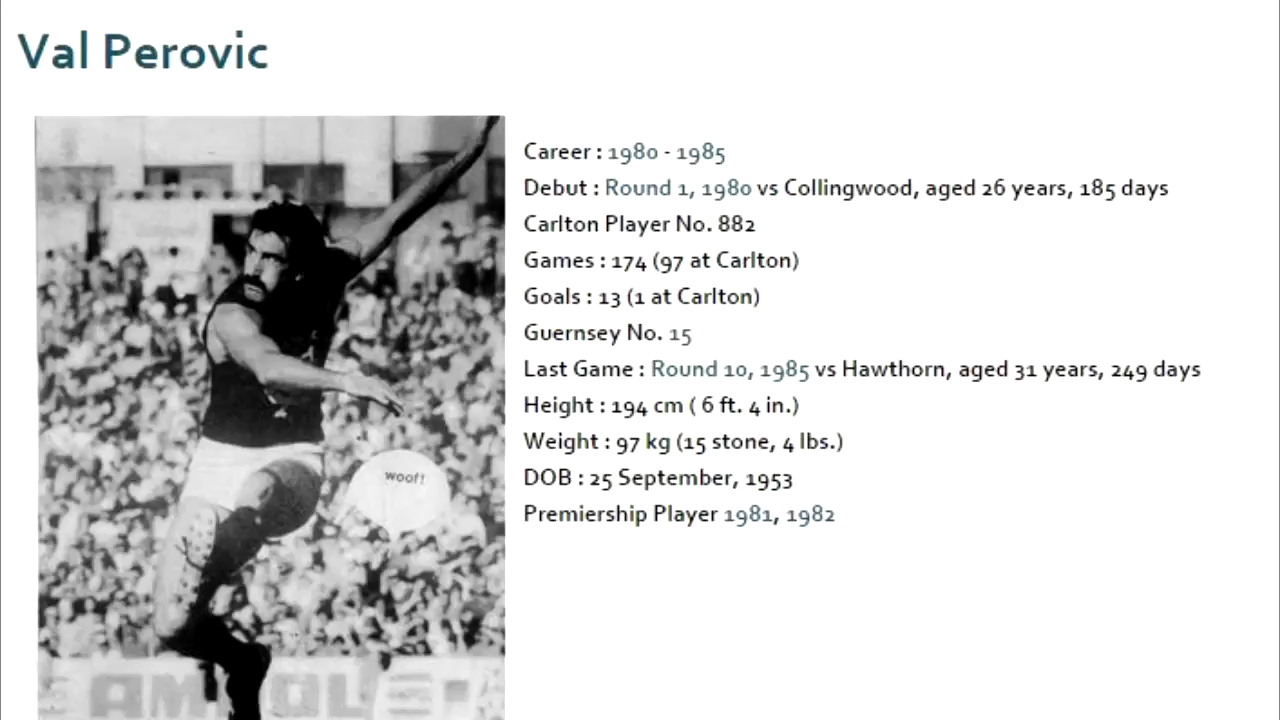 Val Perovic
Career : 1980 - 1985
Debut : Round 1, 1980 vs Collingwood, aged 26 years, 185 days
Carlton Player No. 882
Games : 174 (97 at Carlton)
Goals : 13 (1 at Carlton)
Guernsey No. 15
Last Game : Round 10, 1985 vs Hawthorn, aged 31 years, 249 days
Height : 194 cm ( 6 ft. 4 in.)
Weight : 97 kg (15 stone, 4 lbs.)
DOB : 25 September, 1953
Premiership Player 1981, 1982
woof!